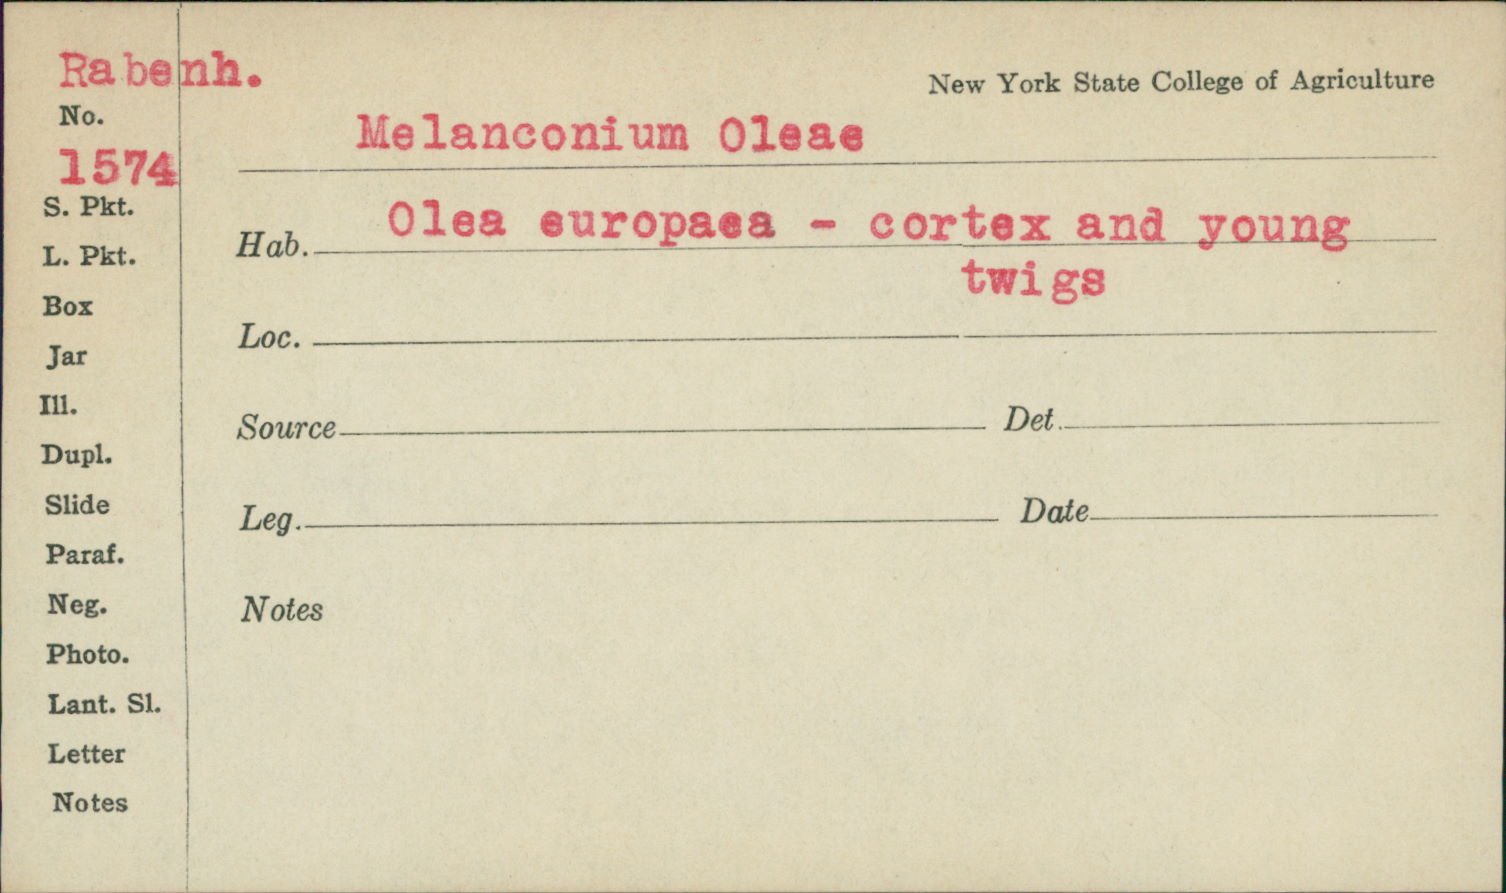 Rabenh.
New York State College of Agriculture
No.
Melanconium Oleae
1574
S. Pkt.
Hab. Olea europaea - cortex and young
twigs
L. Pkt.
Box
Loc.
Jar
Ill.
Source Det.
Dupl.
Slide
Leg. Date
Paraf.
Neg.
Notes
Photo.
Lant. Sl.
Letter
Notes